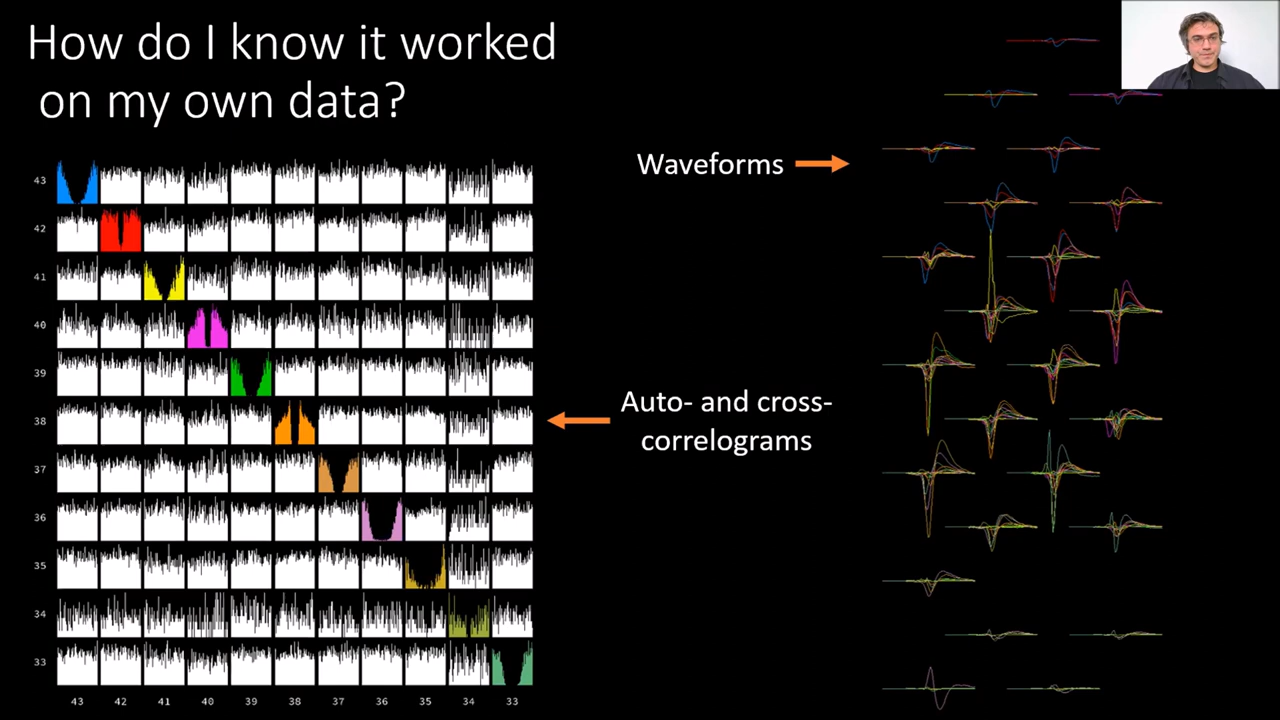 How do I know it worked
on my own data?
Waveforms
Auto- and cross-
correlograms
43
42
41
40
39
38
37
36
35
34
33
43 42 41 40 39 38 37 36 35 34 33